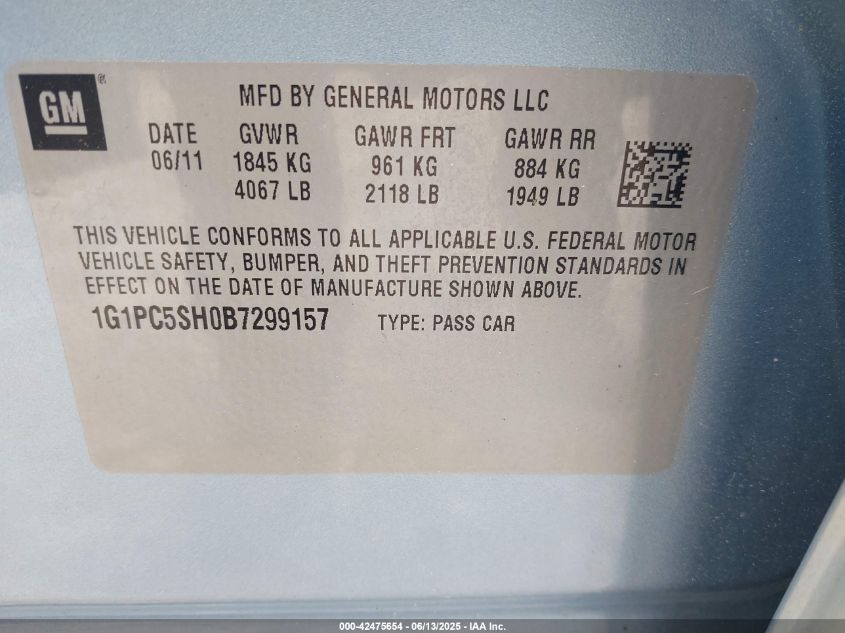 GM ®
MFD BY GENERAL MOTORS LLC
DATE GVWR GAWR FRT GAWR RR
06/11 1845 KG 961 KG 884 KG
4067 LB 2118 LB 1949 LB
THIS VEHICLE CONFORMS TO ALL APPLICABLE U.S. FEDERAL MOTOR
VEHICLE SAFETY, BUMPER, AND THEFT PREVENTION STANDARDS IN
EFFECT ON THE DATE OF MANUFACTURE SHOWN ABOVE.
1G1PC5SH0B7299157 TYPE: PASS CAR
000-42475654 - 06/13/2025 - IAA Inc.